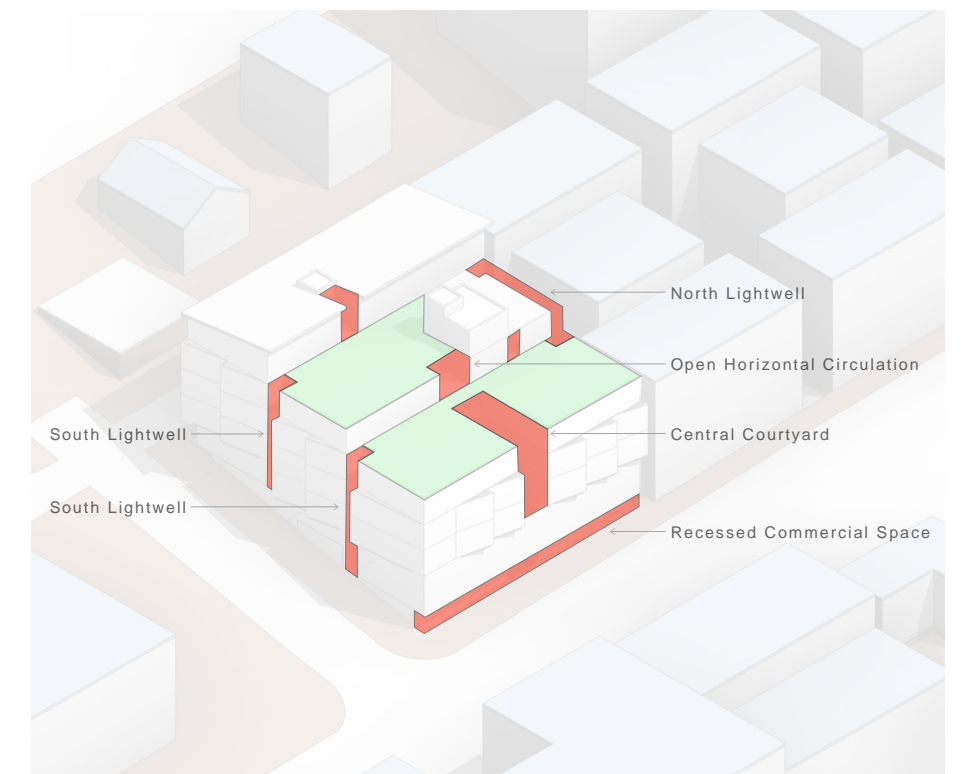 North Lightwell
Open Horizontal Circulation
South Lightwell
Central Courtyard
South Lightwell
Recessed Commercial Space